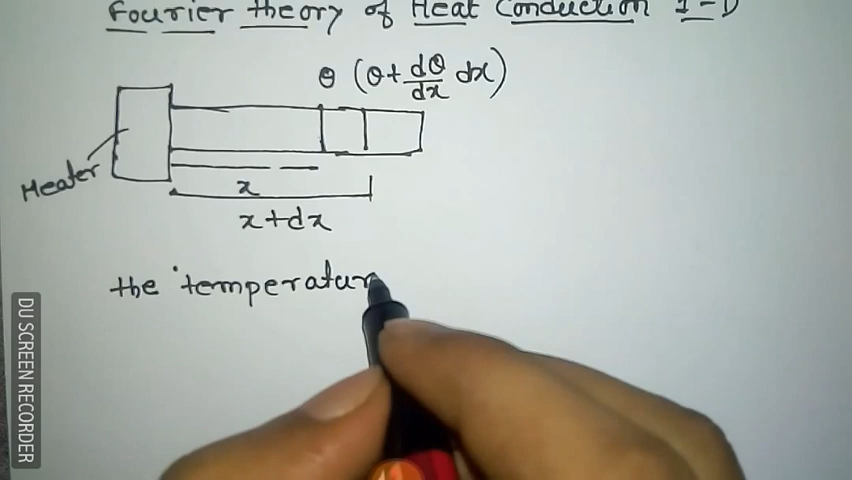 Fourier theory of Heat Conduction 1-D
θ (θ + dθ/dx dx)
Heater
x
x+dx
the temperatur
DU SCREEN RECORDER